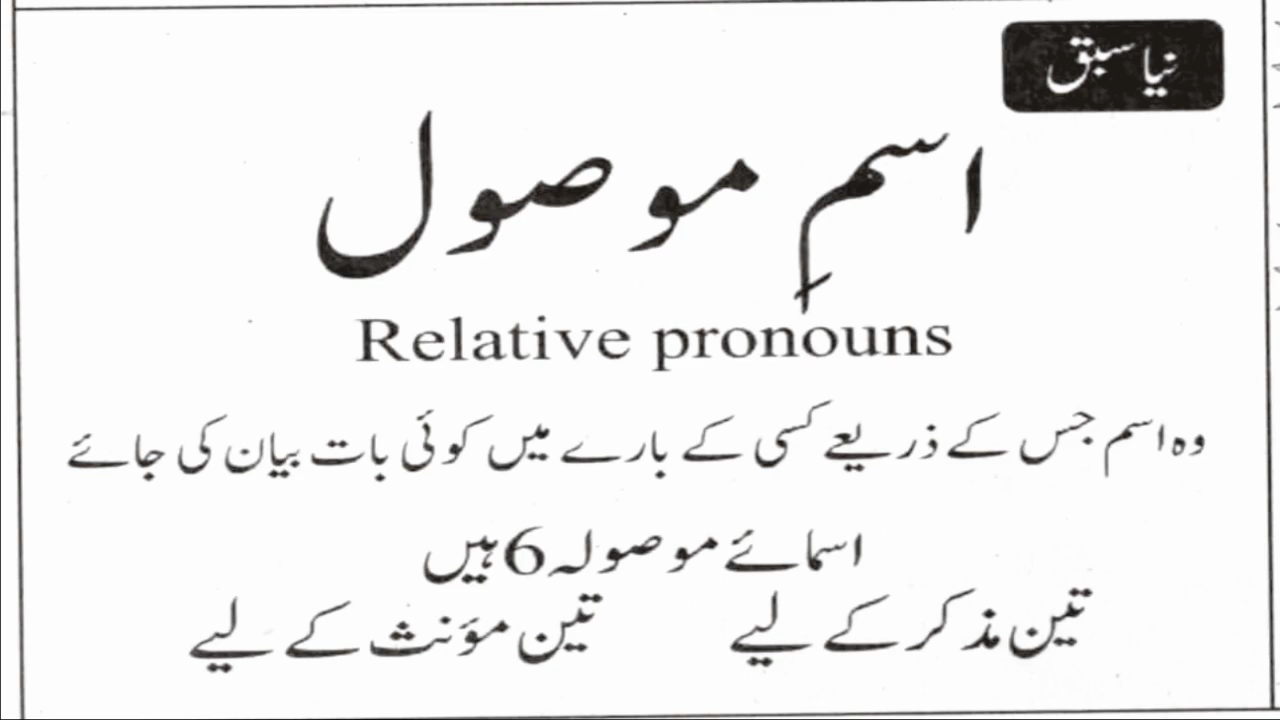 نیا سبق
اسمِ موصول
Relative pronouns
وہ اسم جس کے ذریعے کسی کے بارے میں کوئی بات بیان کی جائے
اسمائے موصولہ 6 ہیں
تین مذکر کے لیے تین مؤنث کے لیے